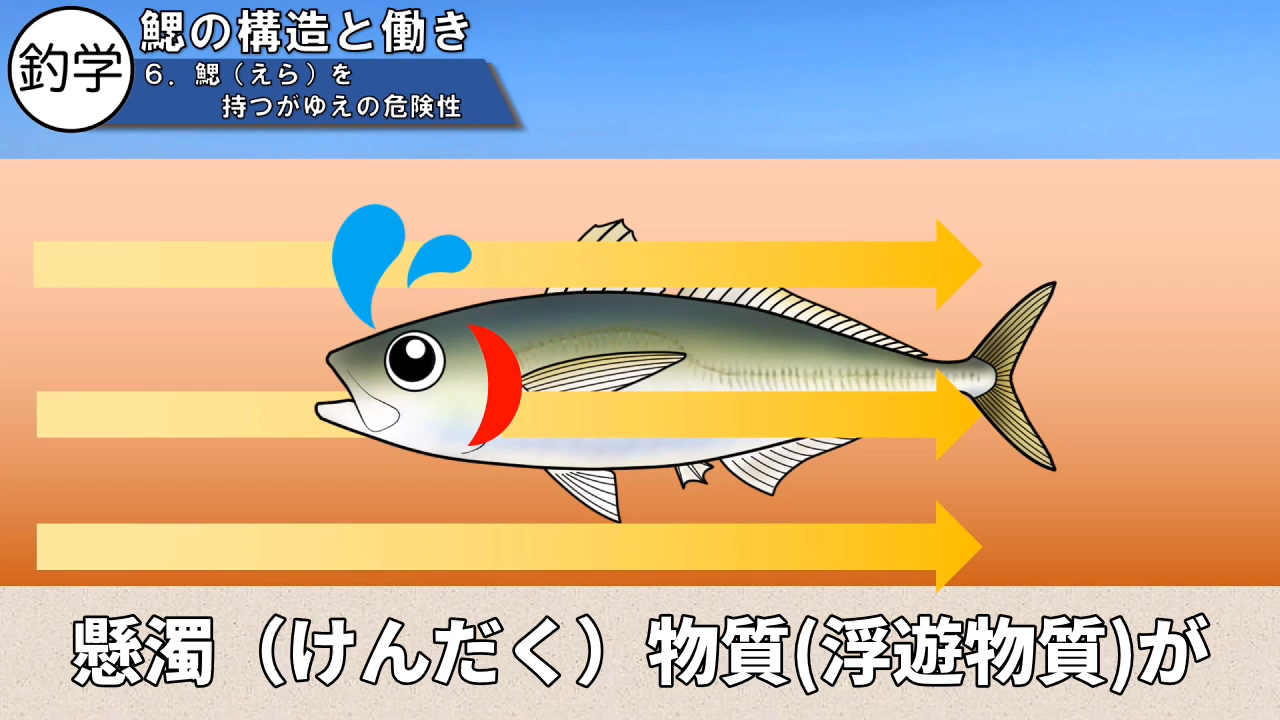 釣学
鰓の構造と働き
６．鰓（えら）を
持つがゆえの危険性
懸濁（けんだく）物質(浮遊物質)が